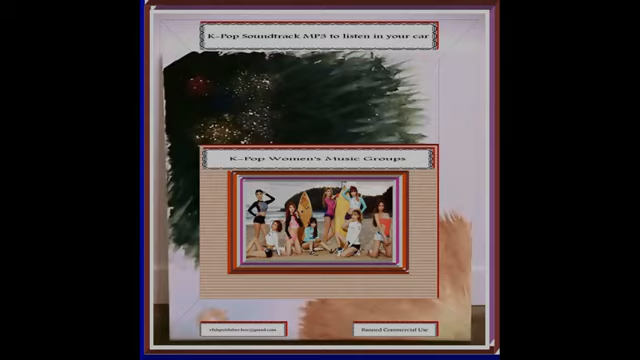 K-Pop Soundtrack MP3 to listen in your car
K-Pop Women's Music Groups
Banned Commercial Use